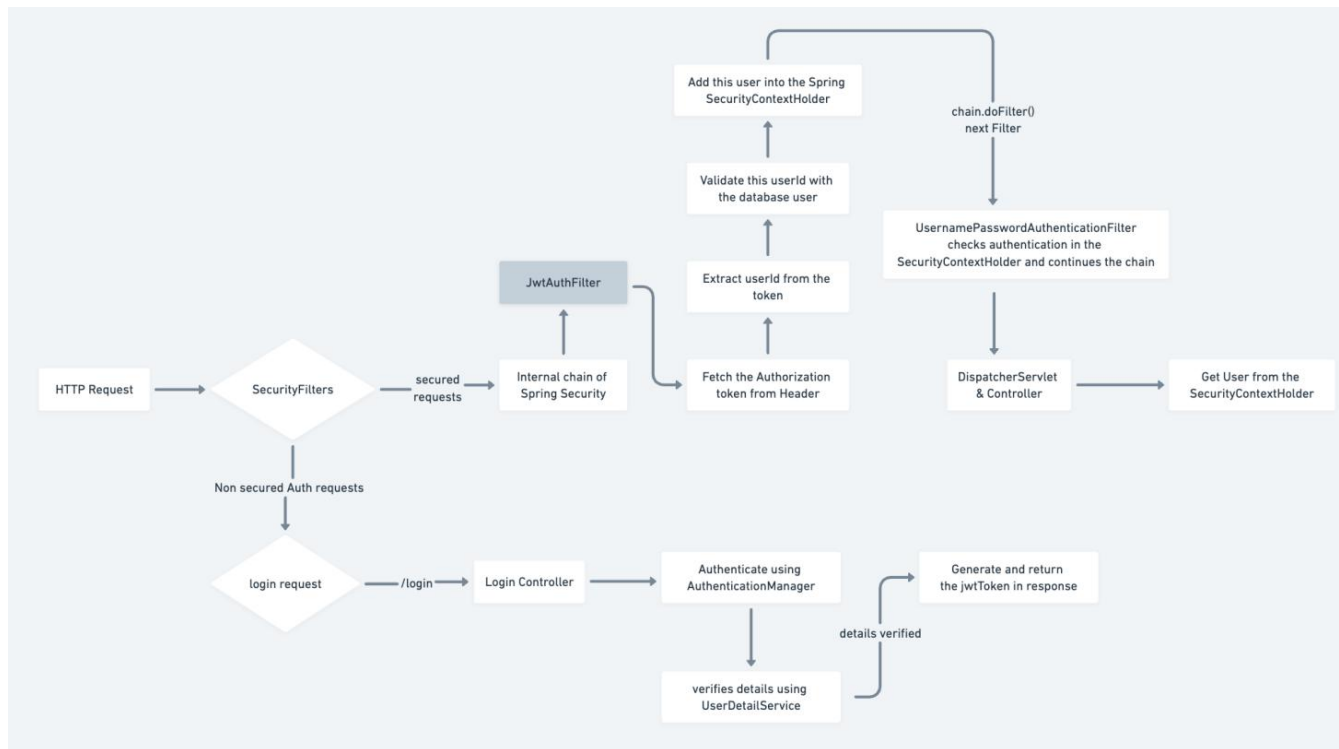 HTTP Request
SecurityFilters
secured
requests
Internal chain of
Spring Security
JwtAuthFilter
Fetch the Authorization
token from Header
Extract userId from the
token
Validate this userId with
the database user
Add this user into the Spring
SecurityContextHolder
chain.doFilter()
next Filter
UsernamePasswordAuthenticationFilter
checks authentication in the
SecurityContextHolder and continues the chain
DispatcherServlet
& Controller
Get User from the
SecurityContextHolder
Non secured Auth requests
login request
/login
Login Controller
Authenticate using
AuthenticationManager
verifies details using
UserDetailService
details verified
Generate and return
the jwtToken in response